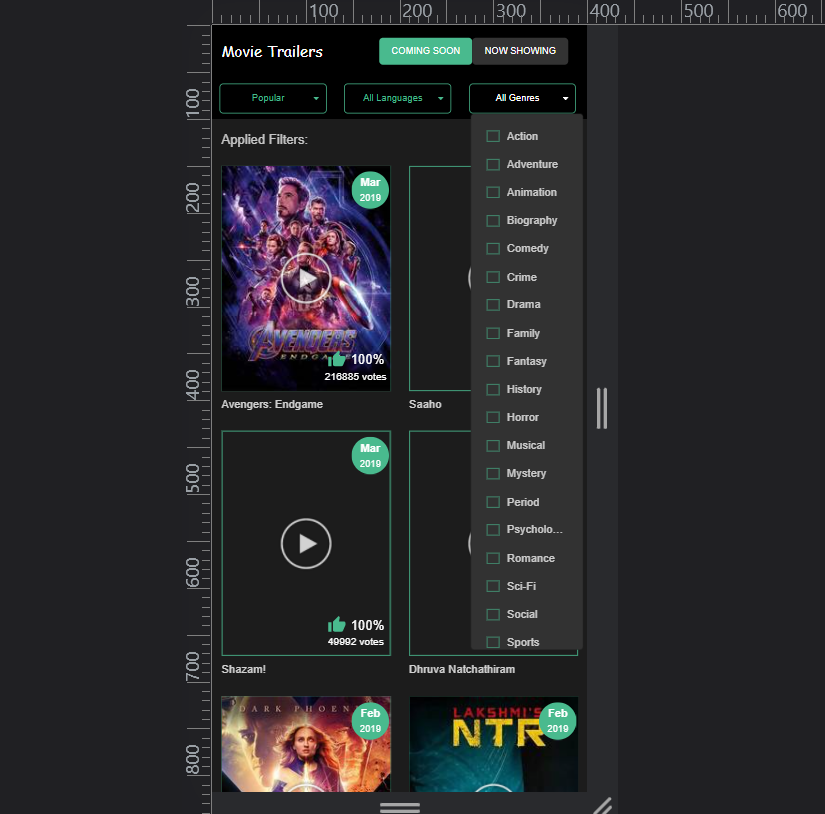 100 200 300 400 500 600
Movie Trailers
COMING SOON
NOW SHOWING
Popular
All Languages
All Genres
100
200
300
400
500
600
700
800
Applied Filters:
Action
Adventure
Animation
Biography
Comedy
Crime
Drama
Family
Fantasy
History
Horror
Musical
Mystery
Period
Psycholo...
Romance
Sci-Fi
Social
Sports
Mar
2019
AVENGERS
ENDGA
100%
216885 votes
Avengers: Endgame
Saaho
Mar
2019
100%
49992 votes
Shazam!
Dhruva Natchathiram
DARK PHOEN
Feb
2019
LAKSHMI'S
NTR
Feb
2019